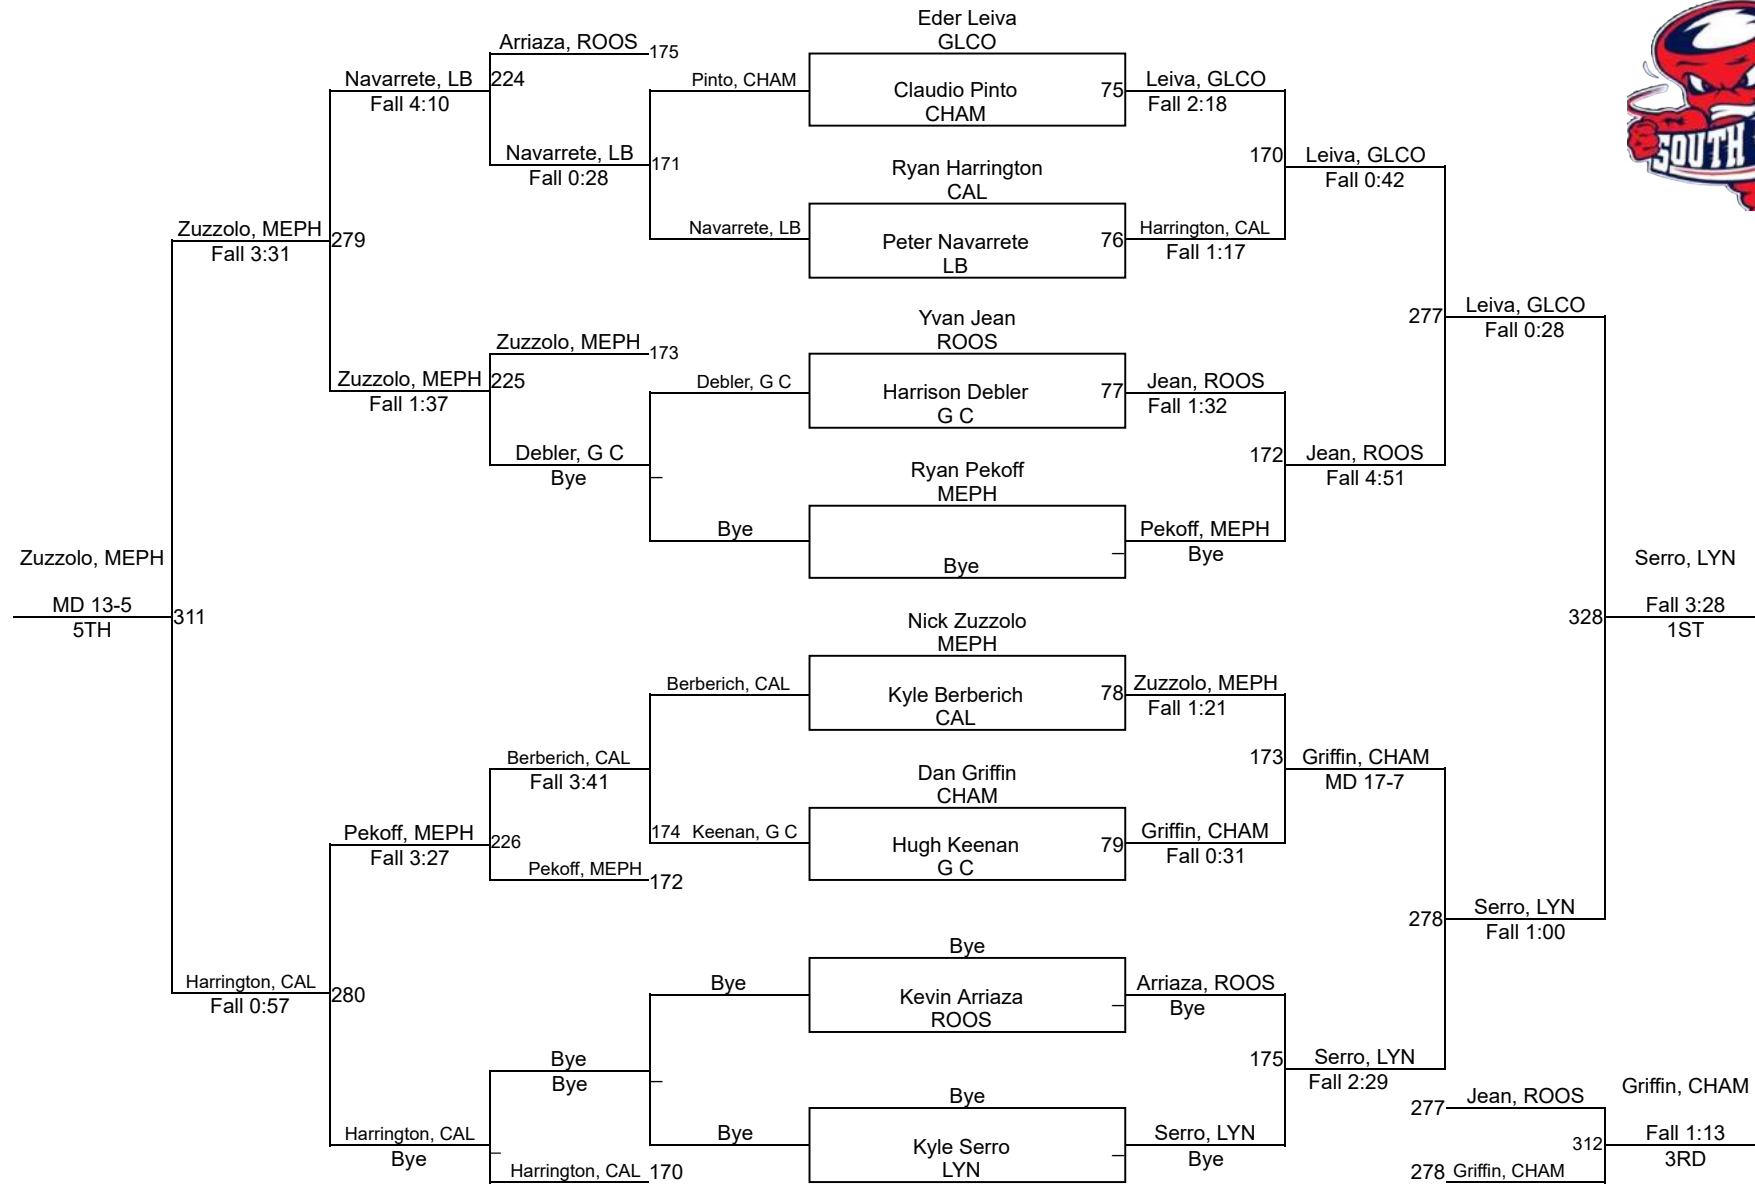 Eder Leiva
GLCO
Arriaza, ROOS
175
Navarrete, LB
224
Fall 4:10
Pinto, CHAM
Claudio Pinto
CHAM
75
Leiva, GLCO
Fall 2:18
Navarrete, LB
171
Fall 0:28
Ryan Harrington
CAL
170
Leiva, GLCO
Fall 0:42
SOUTH
Zuzzolo, MEPH
279
Fall 3:31
Navarrete, LB
Peter Navarrete
LB
76
Harrington, CAL
Fall 1:17
Yvan Jean
ROOS
277
Leiva, GLCO
Fall 0:28
Zuzzolo, MEPH
173
Zuzzolo, MEPH
225
Fall 1:37
Debler, G C
Harrison Debler
G C
77
Jean, ROOS
Fall 1:32
Debler, G C
Bye
Ryan Pekoff
MEPH
172
Jean, ROOS
Fall 4:51
Bye
Bye
Pekoff, MEPH
Bye
Zuzzolo, MEPH
MD 13-5
5TH
311
Serro, LYN
328
Fall 3:28
1ST
Nick Zuzzolo
MEPH
Berberich, CAL
Kyle Berberich
CAL
78
Zuzzolo, MEPH
Fall 1:21
Berberich, CAL
Fall 3:41
Dan Griffin
CHAM
173
Griffin, CHAM
MD 17-7
Pekoff, MEPH
226
Fall 3:27
174
Keenan, G C
Hugh Keenan
G C
79
Griffin, CHAM
Fall 0:31
Pekoff, MEPH
172
278
Serro, LYN
Fall 1:00
Bye
Harrington, CAL
280
Fall 0:57
Bye
Kevin Arriaza
ROOS
Arriaza, ROOS
Bye
Bye
Bye
175
Serro, LYN
Fall 2:29
Bye
Harrington, CAL
Bye
Bye
Kyle Serro
LYN
Serro, LYN
Bye
Harrington, CAL
170
277
Jean, ROOS
Griffin, CHAM
312
Fall 1:13
3RD
278
Griffin, CHAM